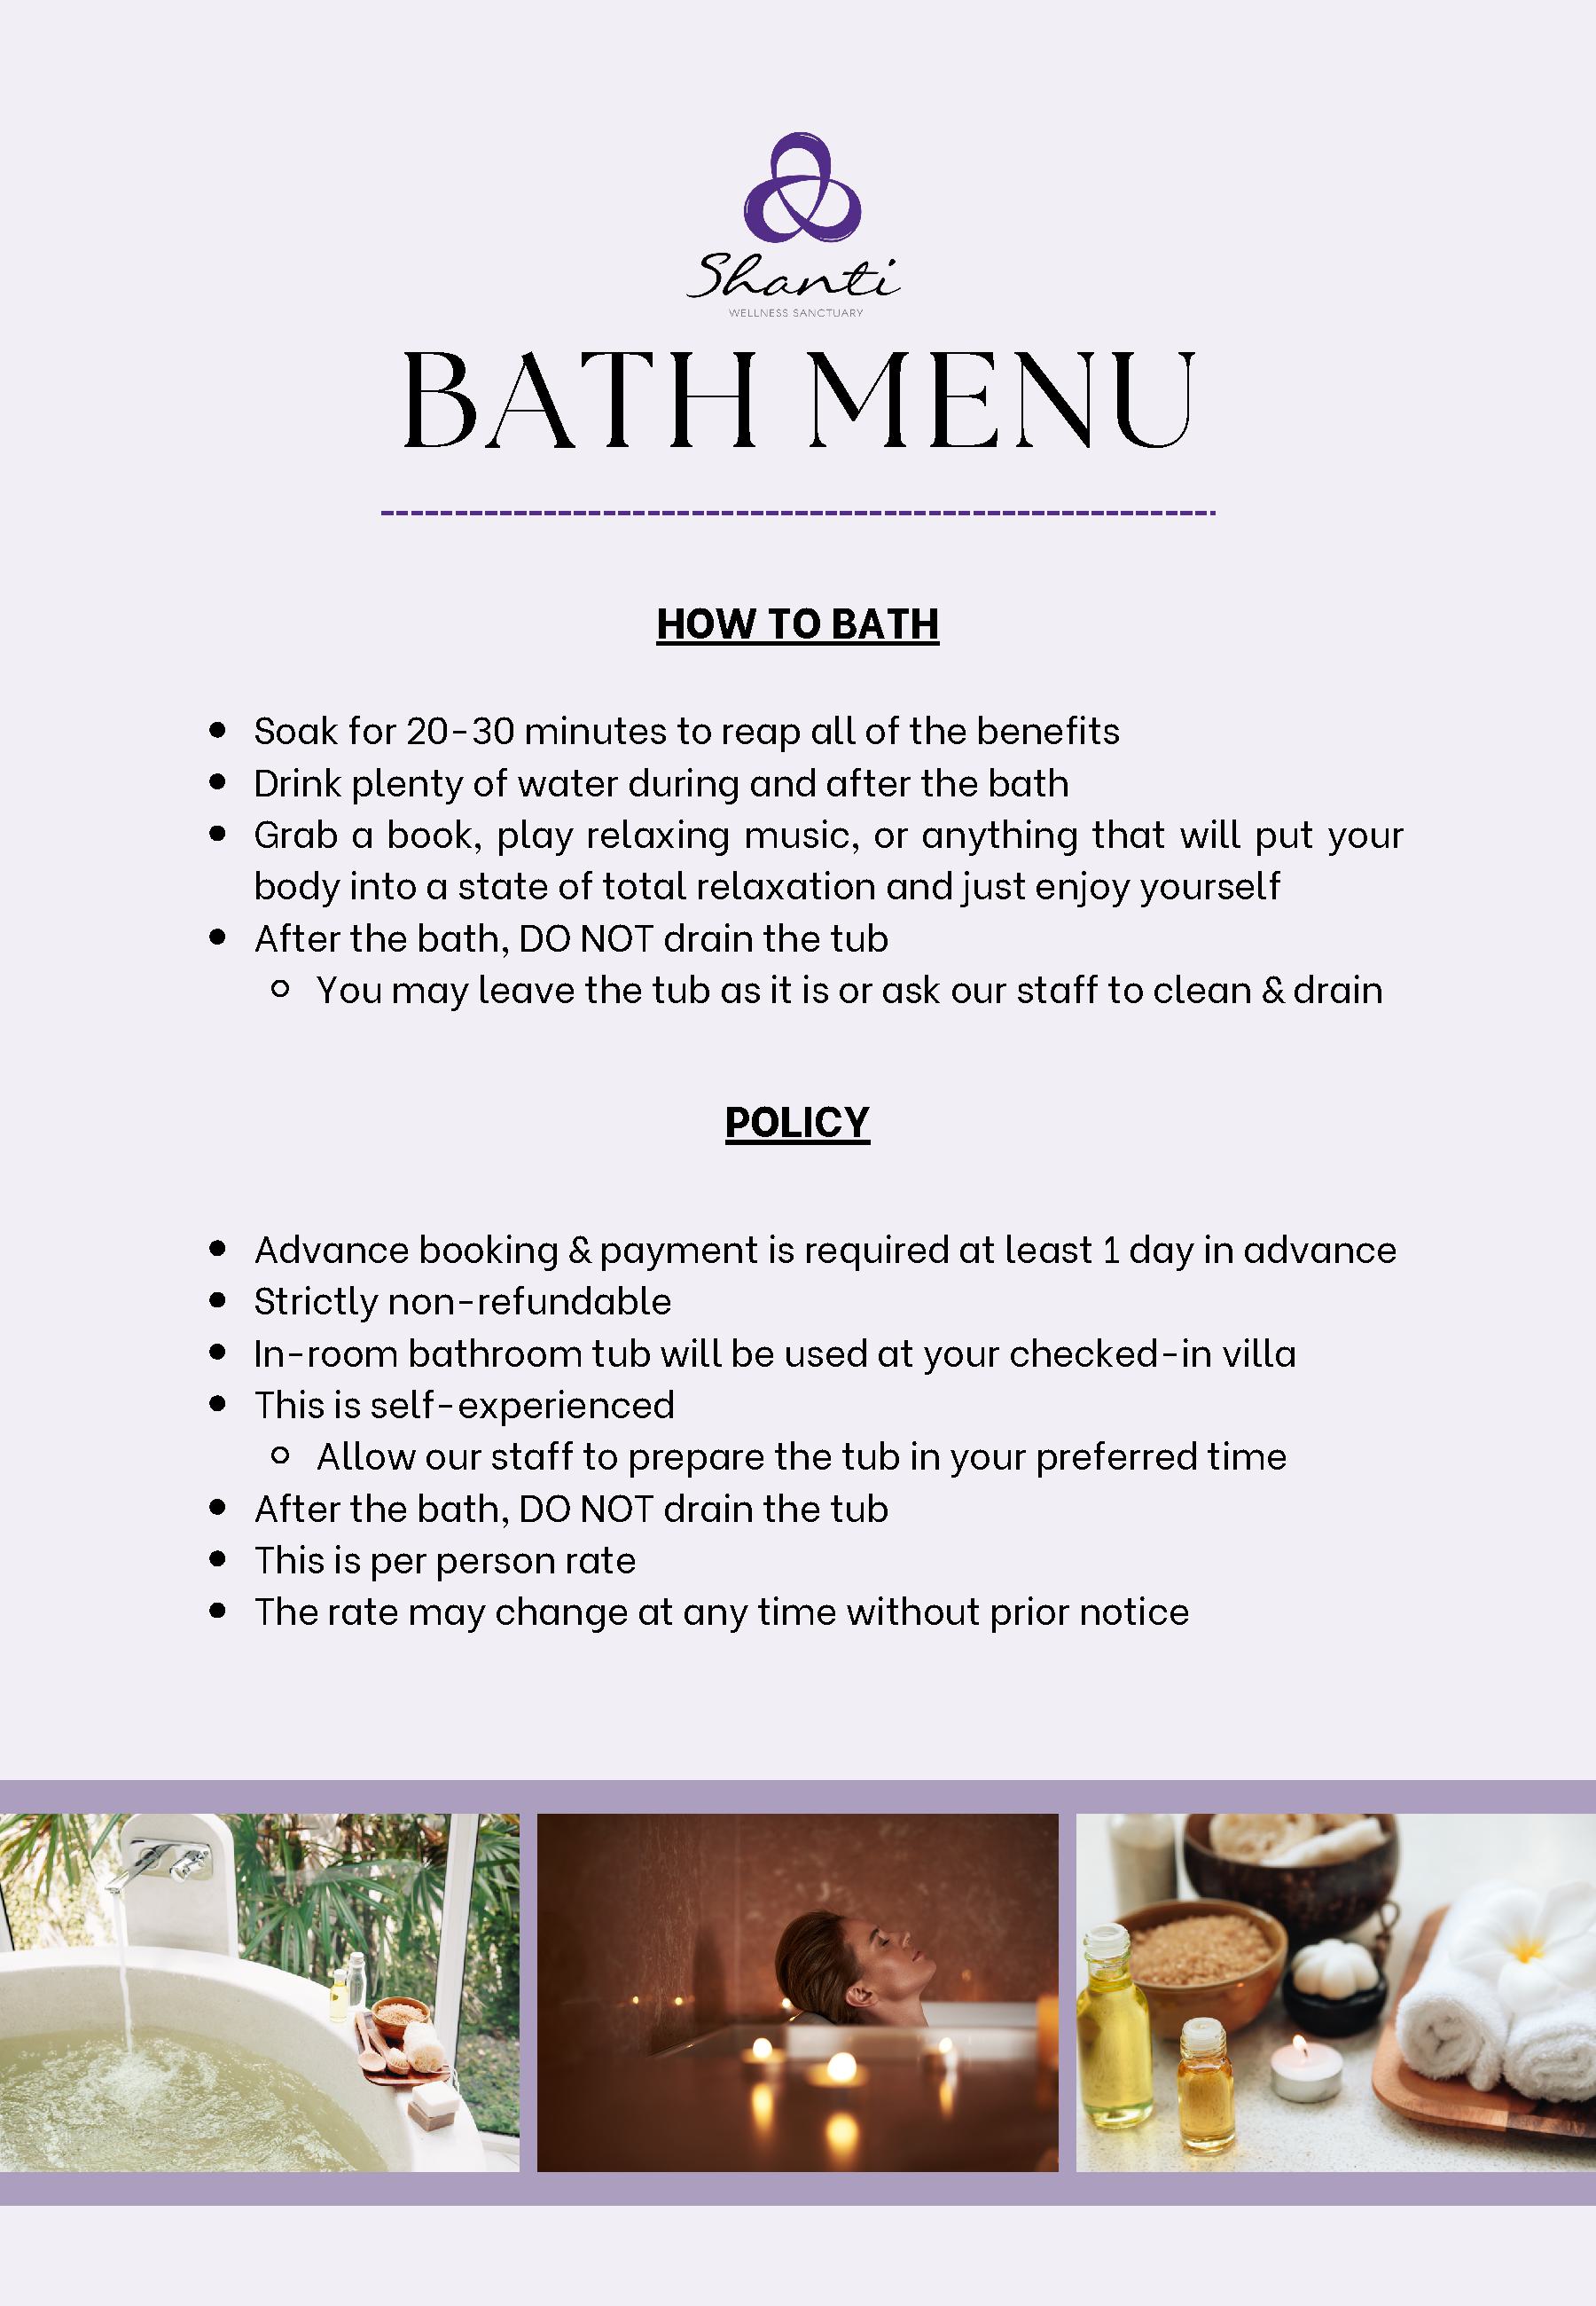 Shanti
WELLNESS SANCTUARY
BATH MENU
HOW TO BATH
• Soak for 20-30 minutes to reap all of the benefits
• Drink plenty of water during and after the bath
• Grab a book, play relaxing music, or anything that will put your
body into a state of total relaxation and just enjoy yourself
• After the bath, DO NOT drain the tub
◦ You may leave the tub as it is or ask our staff to clean & drain
POLICY
• Advance booking & payment is required at least 1 day in advance
• Strictly non-refundable
• In-room bathroom tub will be used at your checked-in villa
• This is self-experienced
◦ Allow our staff to prepare the tub in your preferred time
• After the bath, DO NOT drain the tub
• This is per person rate
• The rate may change at any time without prior notice